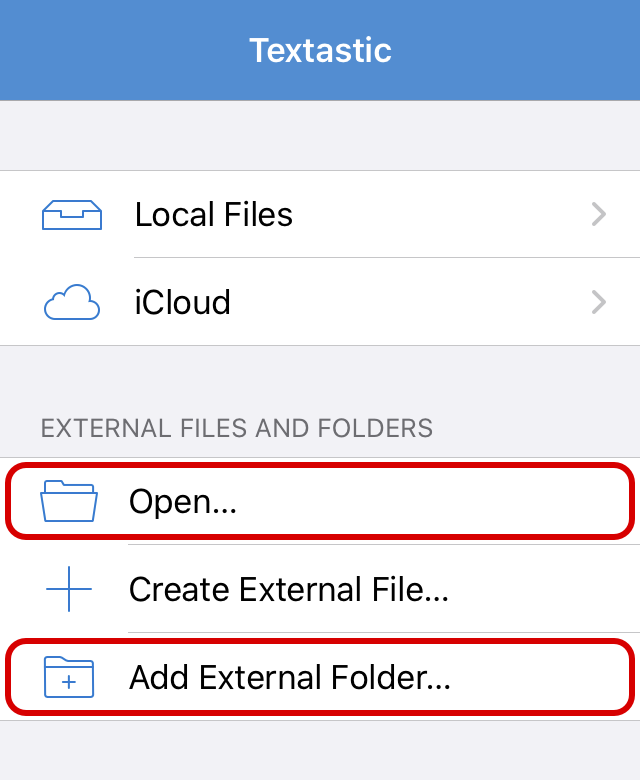 Textastic
Local Files
iCloud
EXTERNAL FILES AND FOLDERS
Open...
Create External File...
Add External Folder...